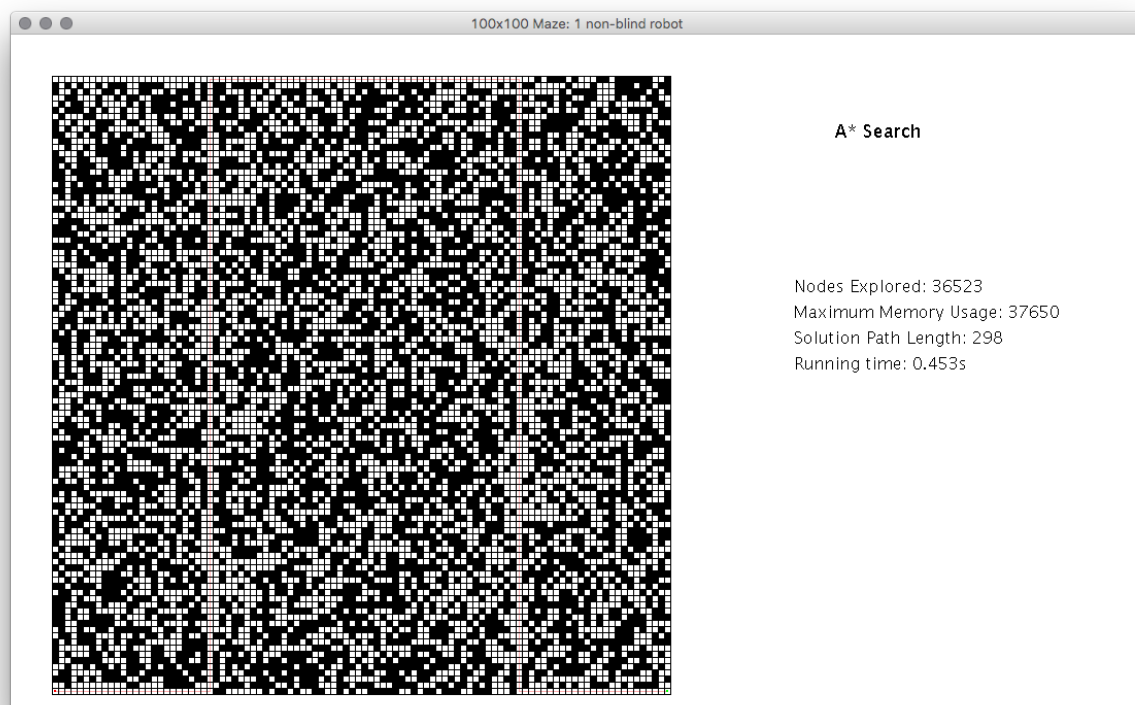 100x100 Maze: 1 non-blind robot
A* Search
Nodes Explored: 36523
Maximum Memory Usage: 37650
Solution Path Length: 298
Running time: 0.453s